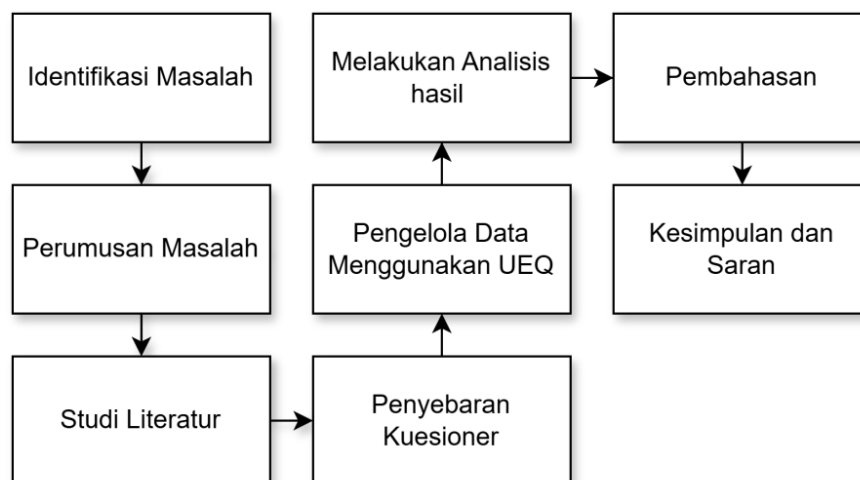 Identifikasi Masalah
Perumusan Masalah
Studi Literatur
Penyebaran
Kuesioner
Pengelola Data
Menggunakan UEQ
Melakukan Analisis
hasil
Pembahasan
Kesimpulan dan
Saran